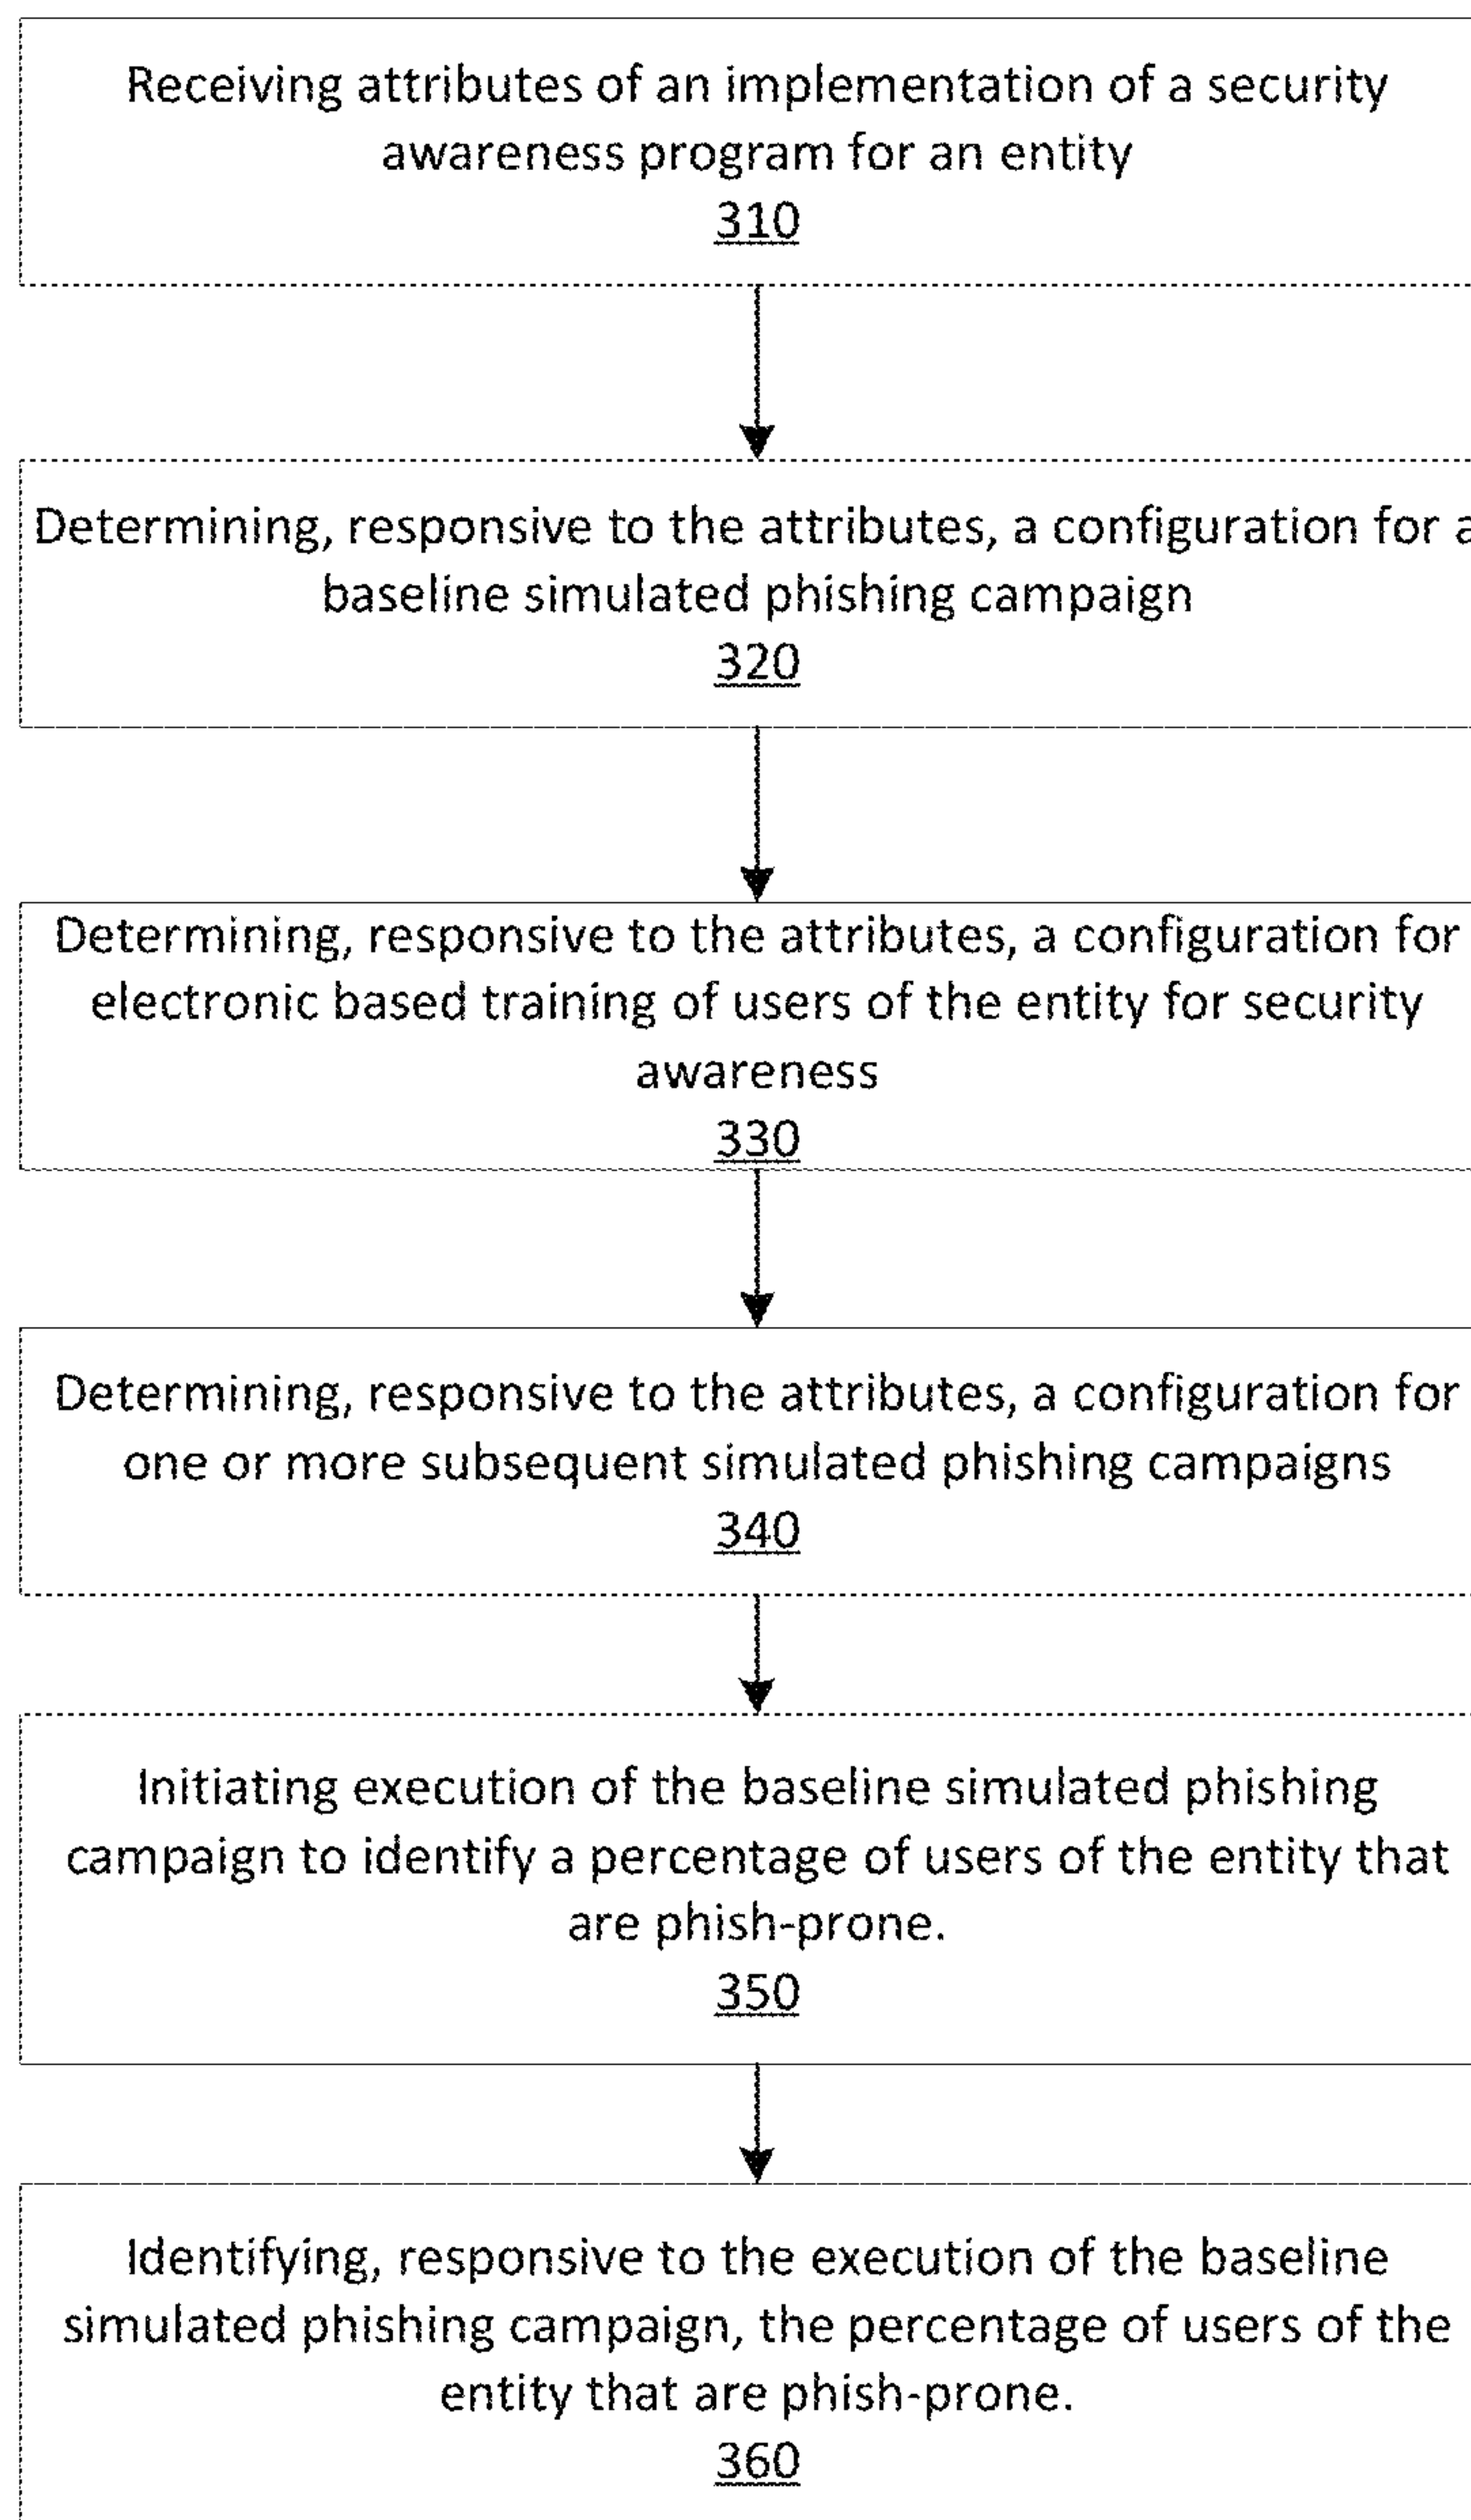 Receiving attributes of an implementation of a security
awareness program for an entity
310
Determining, responsive to the attributes, a configuration for a
baseline simulated phishing campaign
320
Determining, responsive to the attributes, a configuration for
electronic based training of users of the entity for security
awareness
330
Determining, responsive to the attributes, a configuration for
one or more subsequent simulated phishing campaigns
340
Initiating execution of the baseline simulated phishing
campaign to identify a percentage of users of the entity that
are phish-prone.
350
Identifying, responsive to the execution of the baseline
simulated phishing campaign, the percentage of users of the
entity that are phish-prone.
360